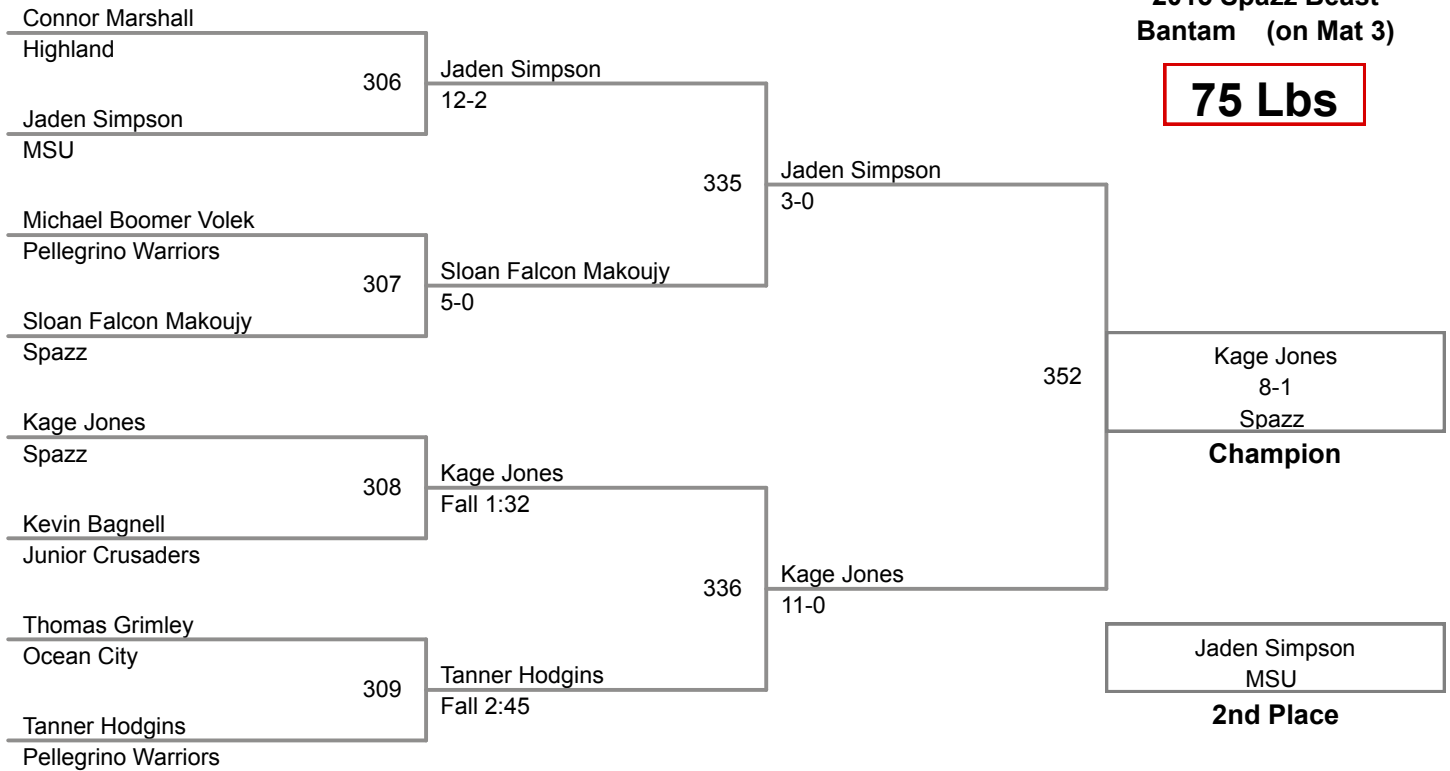 Bantam (on Mat 3)
75 Lbs
Connor Marshall
Highland
306
Jaden Simpson
12-2
Jaden Simpson
MSU
335
Jaden Simpson
3-0
Michael Boomer Volek
Pellegrino Warriors
307
Sloan Falcon Makoujy
5-0
Sloan Falcon Makoujy
Spazz
352
Kage Jones
8-1
Spazz
Champion
Kage Jones
Spazz
308
Kage Jones
Fall 1:32
Kevin Bagnell
Junior Crusaders
336
Kage Jones
11-0
Thomas Grimley
Ocean City
309
Tanner Hodgins
Fall 2:45
Tanner Hodgins
Pellegrino Warriors
Jaden Simpson
MSU
2nd Place